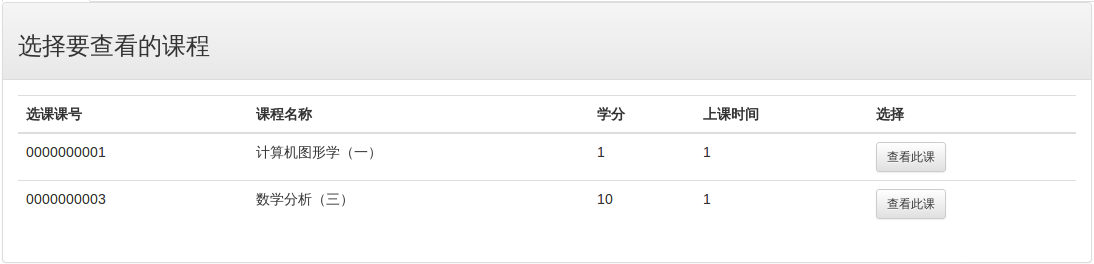 选择要查看的课程
选课课号 课程名称 学分 上课时间 选择
0000000001 计算机图形学（一） 1 1 查看此课
0000000003 数学分析（三） 10 1 查看此课